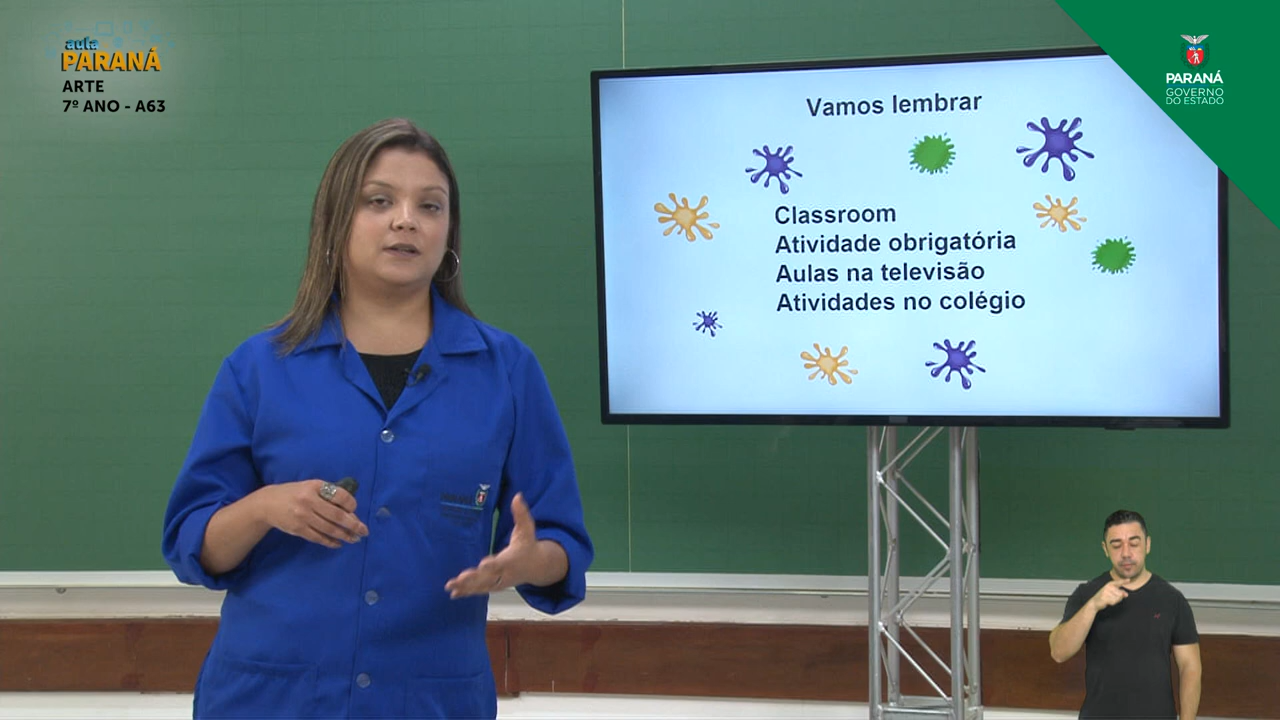 aula
PARANÁ
ARTE
7º ANO - A63
PARANÁ
GOVERNO
DO ESTADO
Vamos lembrar
Classroom
Atividade obrigatória
Aulas na televisão
Atividades no colégio